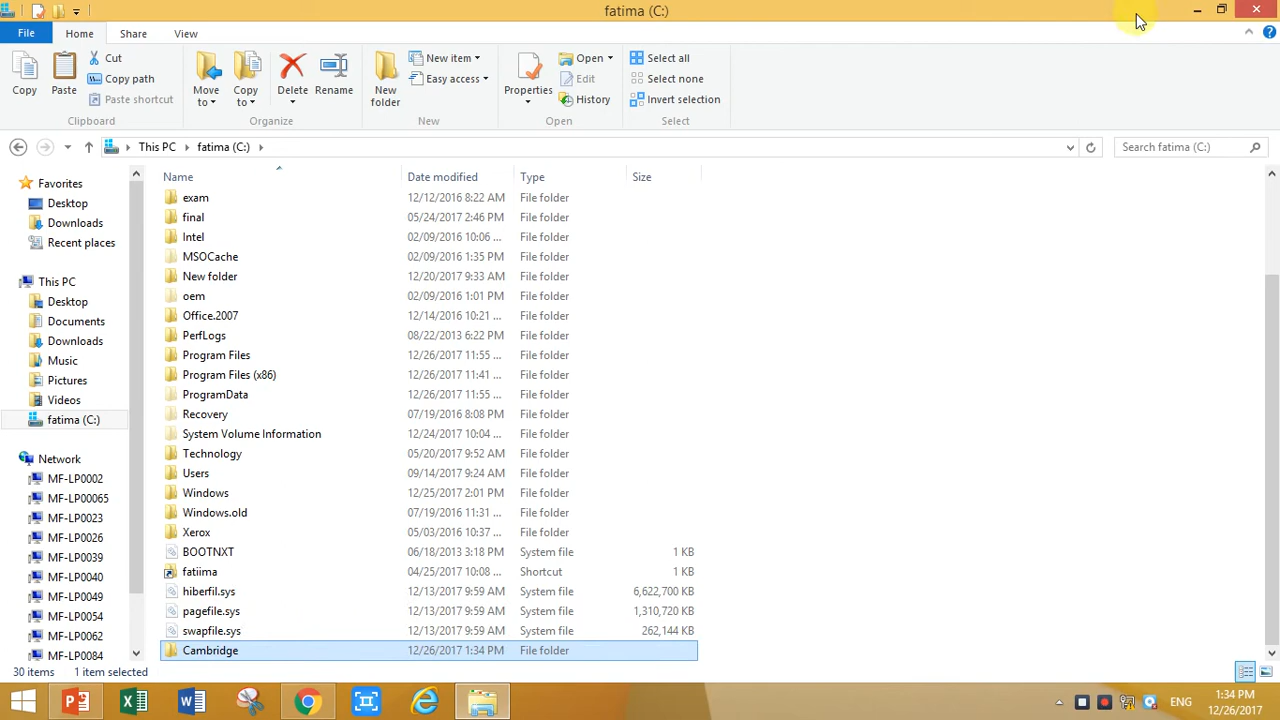 fatima (C:)
File Home Share View
Copy Paste Cut Copy path Paste shortcut Move to Copy to Delete Rename New folder New item Easy access Properties Open Edit History Select all Select none Invert selection
Clipboard Organize New Open Select
This PC fatima (C:) Search fatima (C:)
Name Date modified Type Size
Favorites
Desktop
Downloads
Recent places
This PC
Desktop
Documents
Downloads
Music
Pictures
Videos
fatima (C:)
Network
MF-LP0002
MF-LP00065
MF-LP0023
MF-LP0026
MF-LP0039
MF-LP0040
MF-LP0049
MF-LP0054
MF-LP0062
MF-LP0084
exam 12/12/2016 8:22 AM File folder
final 05/24/2017 2:46 PM File folder
Intel 02/09/2016 10:06 ... File folder
MSOCache 02/09/2016 1:35 PM File folder
New folder 12/20/2017 9:33 AM File folder
oem 02/09/2016 1:01 PM File folder
Office.2007 12/14/2016 10:21 ... File folder
PerfLogs 08/22/2013 6:22 PM File folder
Program Files 12/26/2017 11:55 ... File folder
Program Files (x86) 12/26/2017 11:41 ... File folder
ProgramData 12/26/2017 11:55 ... File folder
Recovery 07/19/2016 8:08 PM File folder
System Volume Information 12/24/2017 10:04 ... File folder
Technology 05/20/2017 9:52 AM File folder
Users 09/14/2017 9:24 AM File folder
Windows 12/25/2017 2:01 PM File folder
Windows.old 07/19/2016 11:31 ... File folder
Xerox 05/03/2016 10:37 ... File folder
BOOTNXT 06/18/2013 3:18 PM System file 1 KB
fatiima 04/25/2017 10:08 ... Shortcut 1 KB
hiberfil.sys 12/13/2017 9:59 AM System file 6,622,700 KB
pagefile.sys 12/13/2017 9:59 AM System file 1,310,720 KB
swapfile.sys 12/13/2017 9:59 AM System file 262,144 KB
Cambridge 12/26/2017 1:34 PM File folder
30 items 1 item selected
ENG 1:34 PM
12/26/2017